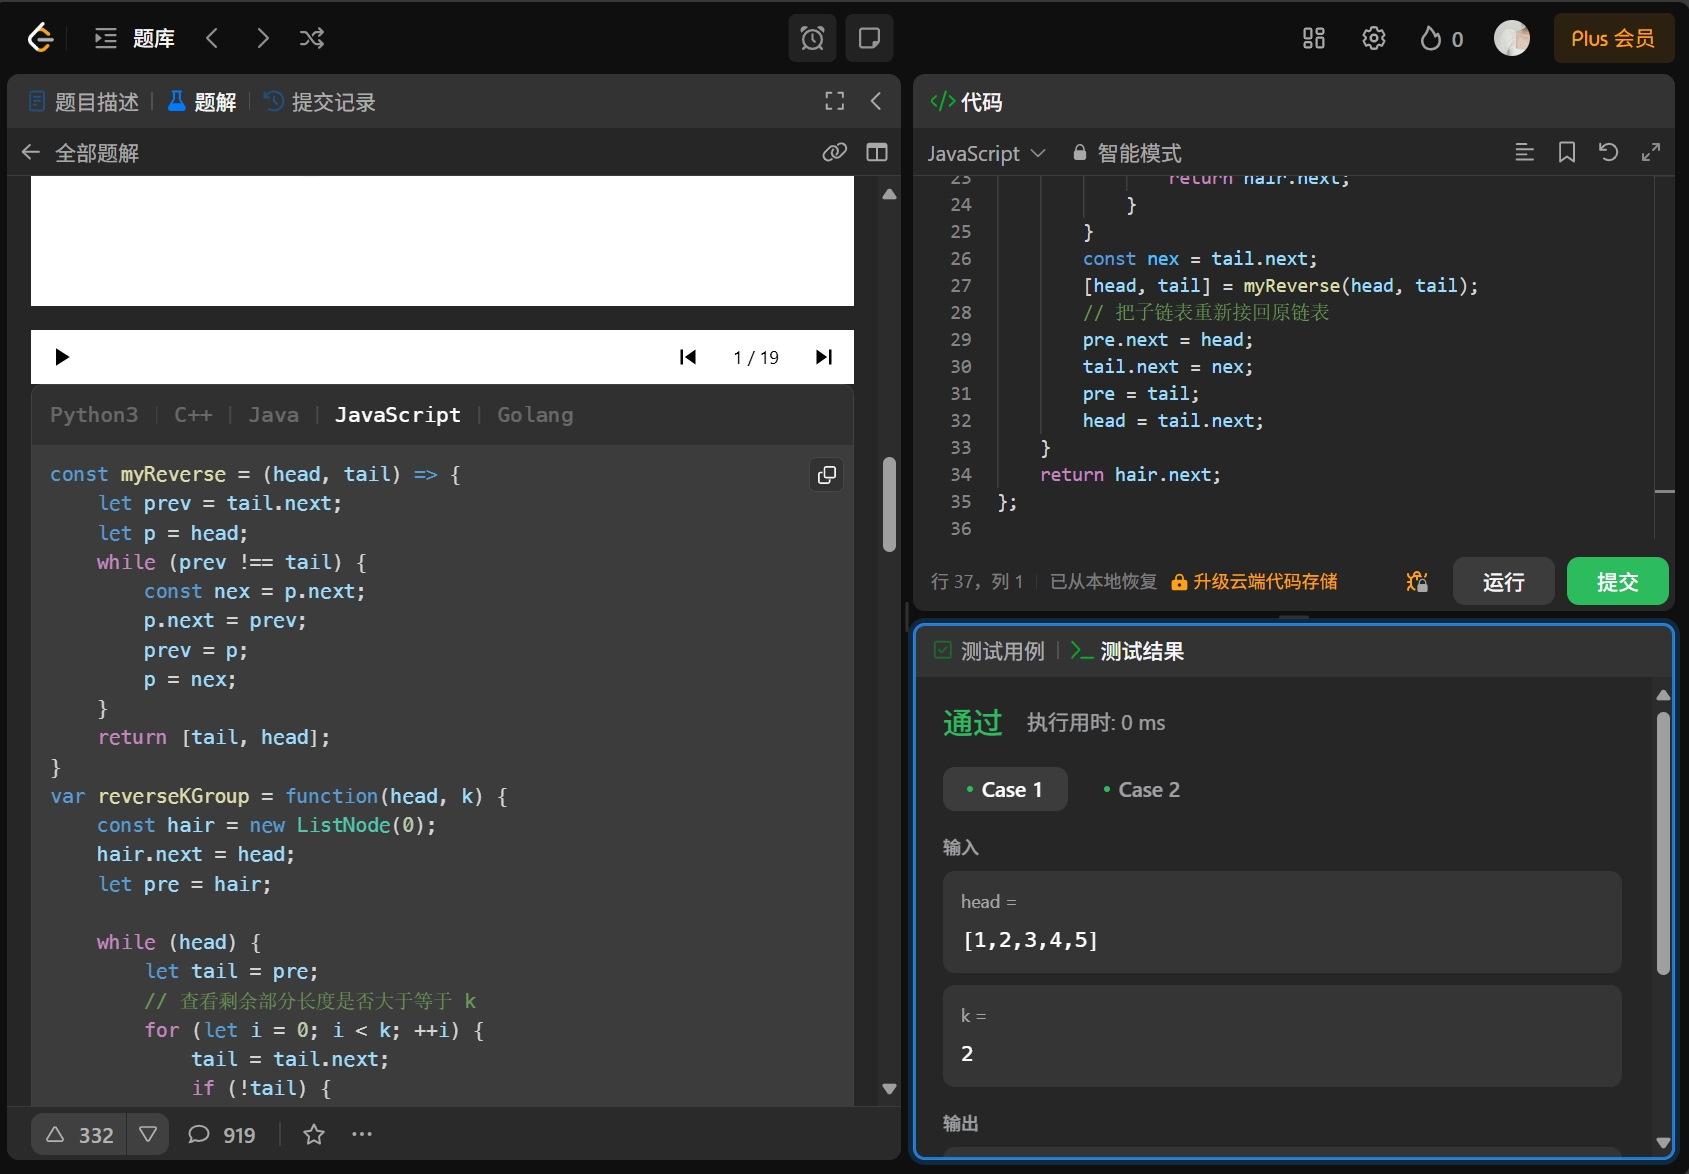 题库
0
Plus 会员
题目描述
题解
提交记录
全部题解
1 / 19
Python3
C++
Java
JavaScript
Golang
const myReverse = (head, tail) => {
    let prev = tail.next;
    let p = head;
    while (prev !== tail) {
        const nex = p.next;
        p.next = prev;
        prev = p;
        p = nex;
    }
    return [tail, head];
}
var reverseKGroup = function(head, k) {
    const hair = new ListNode(0);
    hair.next = head;
    let pre = hair;
    while (head) {
        let tail = pre;
        // 查看剩余部分长度是否大于等于 k
        for (let i = 0; i < k; ++i) {
            tail = tail.next;
            if (!tail) {
332
919
</> 代码
JavaScript
智能模式
23 return hair.next;
24 }
25 }
26 const nex = tail.next;
27 [head, tail] = myReverse(head, tail);
28 // 把子链表重新接回原链表
29 pre.next = head;
30 tail.next = nex;
31 pre = tail;
32 head = tail.next;
33 }
34 return hair.next;
35 };
36
行 37，列 1
已从本地恢复
升级云端代码存储
运行
提交
测试用例
测试结果
通过
执行用时: 0 ms
• Case 1
• Case 2
输入
head =
[1,2,3,4,5]
k =
2
输出